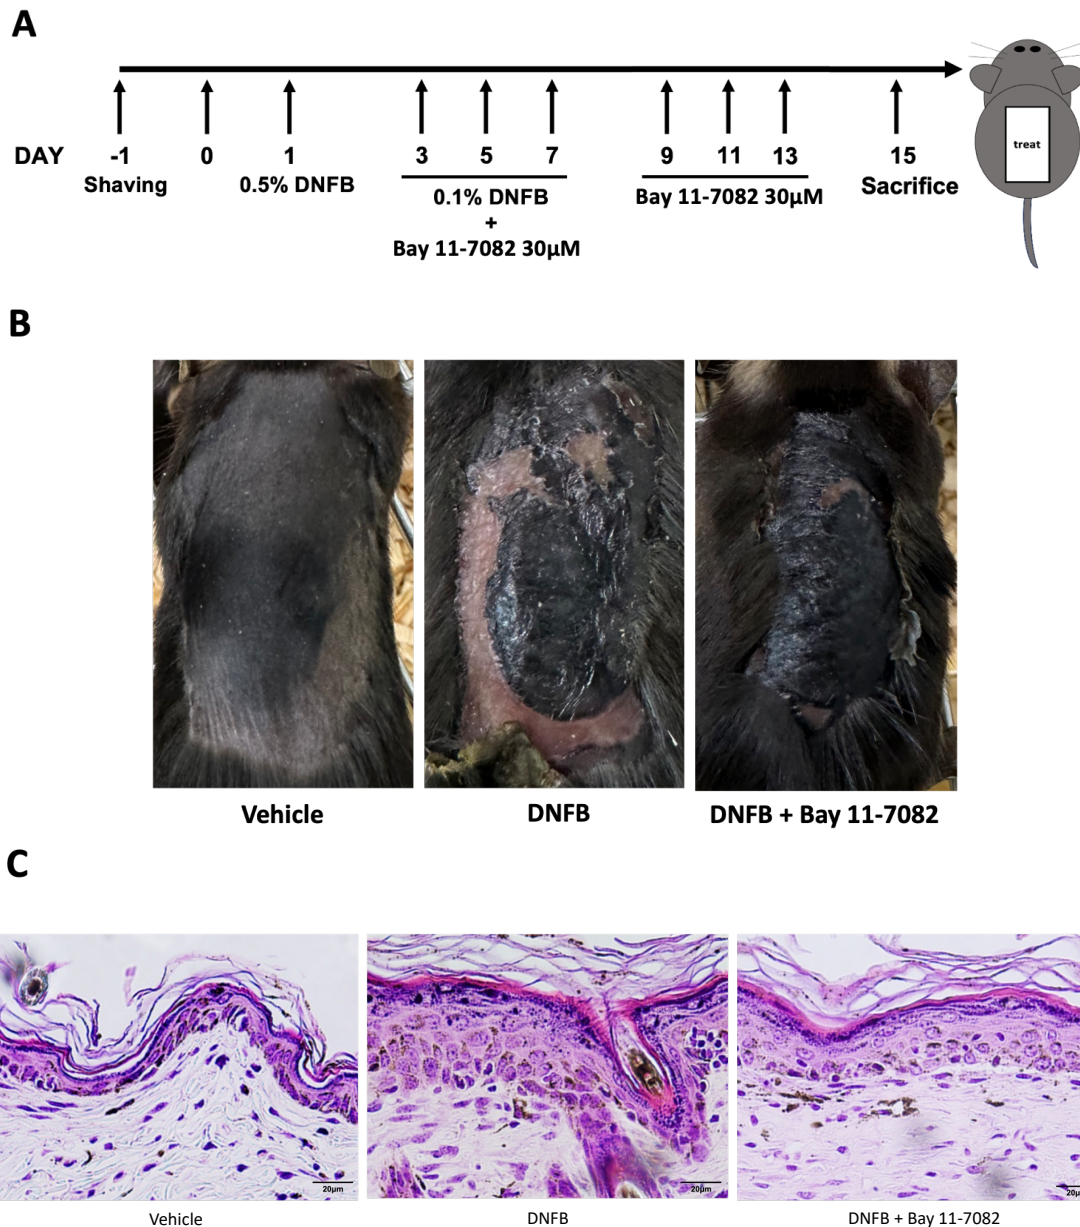 A
treat
DAY -1 0 1 3 5 7 9 11 13 15
Shaving 0.5% DNFB 0.1% DNFB Bay 11-7082 30μM Sacrifice
+
Bay 11-7082 30μM
B
Vehicle DNFB DNFB + Bay 11-7082
C
20μm 20μm 20μ
Vehicle DNFB DNFB + Bay 11-7082